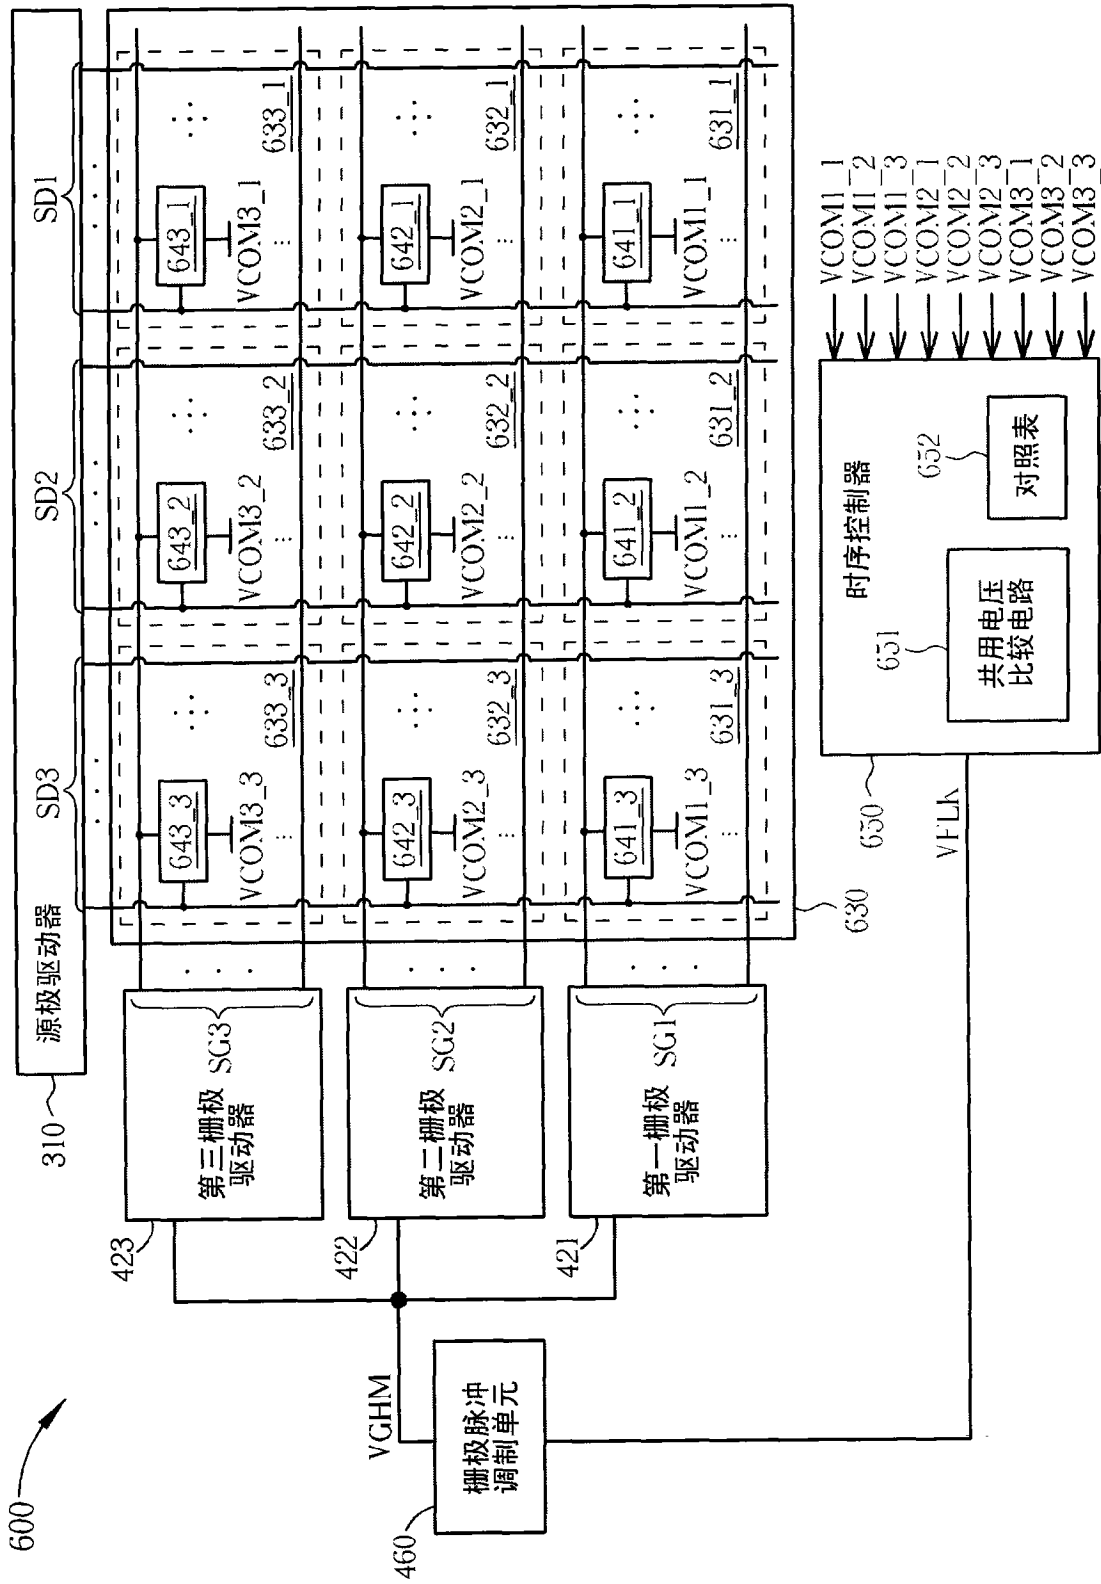 600
310
源极驱动器
SD3
SD2
SD1
423
第三栅极
驱动器
SG3
643_3
VCOM3_3
633_3
643_2
VCOM3_2
633_2
643_1
VCOM3_1
633_1
422
第二栅极
驱动器
SG2
642_3
VCOM2_3
632_3
642_2
VCOM2_2
632_2
642_1
VCOM2_1
632_1
421
第一栅极
驱动器
SG1
641_3
VCOM1_3
631_3
641_2
VCOM1_2
631_2
641_1
VCOM1_1
631_1
630
VGHM
460
栅极脉冲
调制单元
VFLK
650
时序控制器
651
共用电压
比较电路
652
对照表
VCOM1_1
VCOM1_2
VCOM1_3
VCOM2_1
VCOM2_2
VCOM2_3
VCOM3_1
VCOM3_2
VCOM3_3